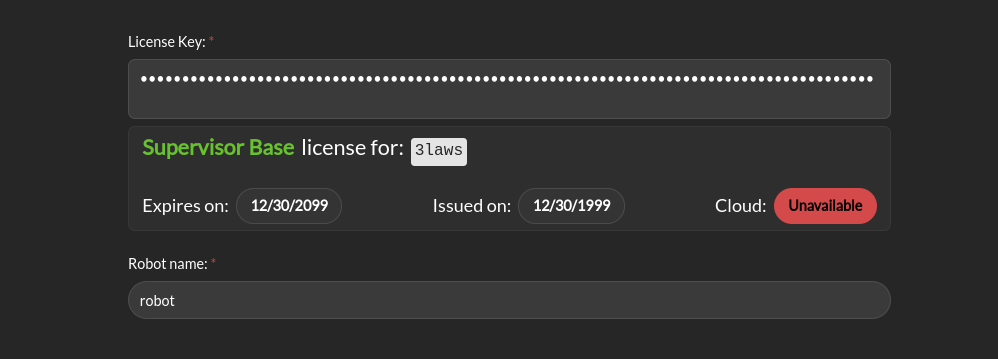 License Key: *
••••••••••••••••••••••••••••••••••••••••••••••••••••••••••••••••••••••••••••••••••••••••
Supervisor Base license for: 3laws
Expires on: 12/30/2099 Issued on: 12/30/1999 Cloud: Unavailable
Robot name: *
robot